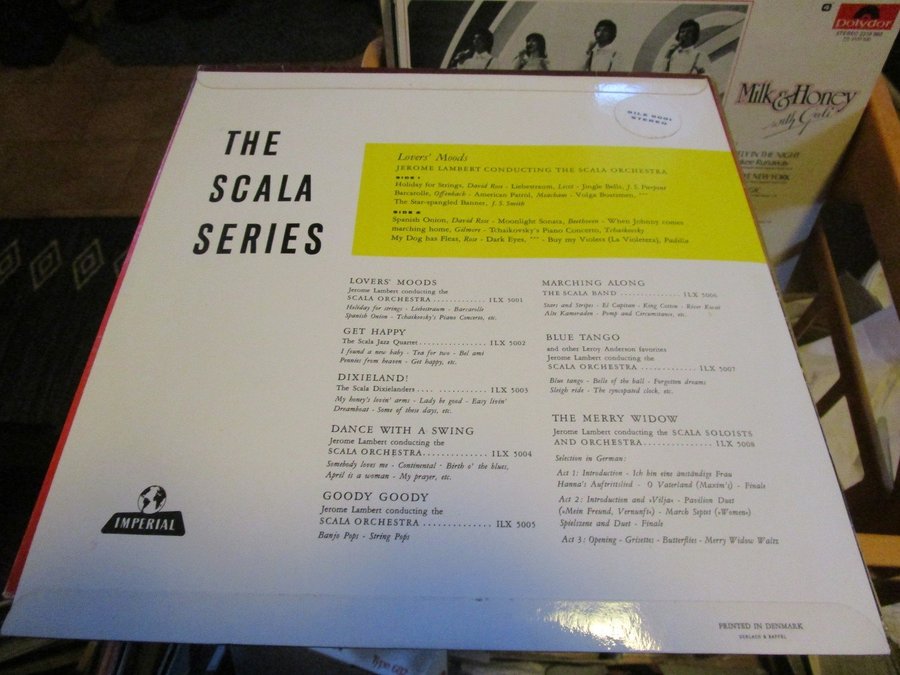 Polydor
Milk & Honey
with Gali
SILX 5001
STEREO
THE
SCALA
SERIES
Lovers' Moods
JEROME LAMBERT CONDUCTING THE SCALA ORCHESTRA
SIDE 1
Holiday for Strings, David Rose - Liebestraum, Liszt - Jingle Bells, J. S. Pierpont
Barcarolle, Offenbach - American Patrol, Meacham - Volga Boatsmen, ***
The Star-spangled Banner, J. S. Smith
SIDE 2
Spanish Onion, David Rose - Moonlight Sonata, Beethoven - When Johnny comes
marching home, Gilmore - Tchaikovsky's Piano Concerto, Tchaikovsky
My Dog has Fleas, Rose - Dark Eyes, *** - Buy my Violets (La Violetera), Padilla
LOVERS' MOODS
Jerome Lambert conducting the
SCALA ORCHESTRA ............. ILX 5001
Holiday for strings - Liebestraum - Barcarolle
Spanish Onion - Tchaikovsky's Piano Concerto, etc.
GET HAPPY
The Scala Jazz Quartet .............. ILX 5002
I found a new baby - Tea for two - Bel ami
Pennies from heaven - Get happy, etc.
DIXIELAND!
The Scala Dixielanders .... ............ ILX 5003
My honey's lovin' arms - Lady be good - Easy livin'
Dreamboat - Some of these days, etc.
DANCE WITH A SWING
Jerome Lambert conducting the
SCALA ORCHESTRA ............... ILX 5004
Somebody loves me - Continental - Birth o' the blues,
April is a woman - My prayer, etc.
GOODY GOODY
Jerome Lambert conducting the
SCALA ORCHESTRA ............... ILX 5005
Banjo Pops - String Pops
MARCHING ALONG
THE SCALA BAND ............... ILX 5006
Stars and Stripes - El Capitan - King Cotton - River Kwai
Alte Kameraden - Pomp and Circumstance, etc.
BLUE TANGO
and other Leroy Anderson favorites
Jerome Lambert conducting the
SCALA ORCHESTRA .............. ILX 5007
Blue tango - Belle of the ball - Forgotten dreams
Sleigh ride - The syncopated clock, etc.
THE MERRY WIDOW
Jerome Lambert conducting the SCALA SOLOISTS
AND ORCHESTRA .................. ILX 5008
Selection in German:
Act 1: Introduction - Ich bin eine anständige Frau
Hanna's Auftrittslied - O Vaterland (Maxim's) - Finale
Act 2: Introduction and »Vilja« - Pavilion Duet
(»Mein Freund, Vernunft«) - March Septet (»Women«)
Spielszene and Duet - Finale
Act 3: Opening - Grisettes - Butterflies - Merry Widow Waltz
IMPERIAL
PRINTED IN DENMARK